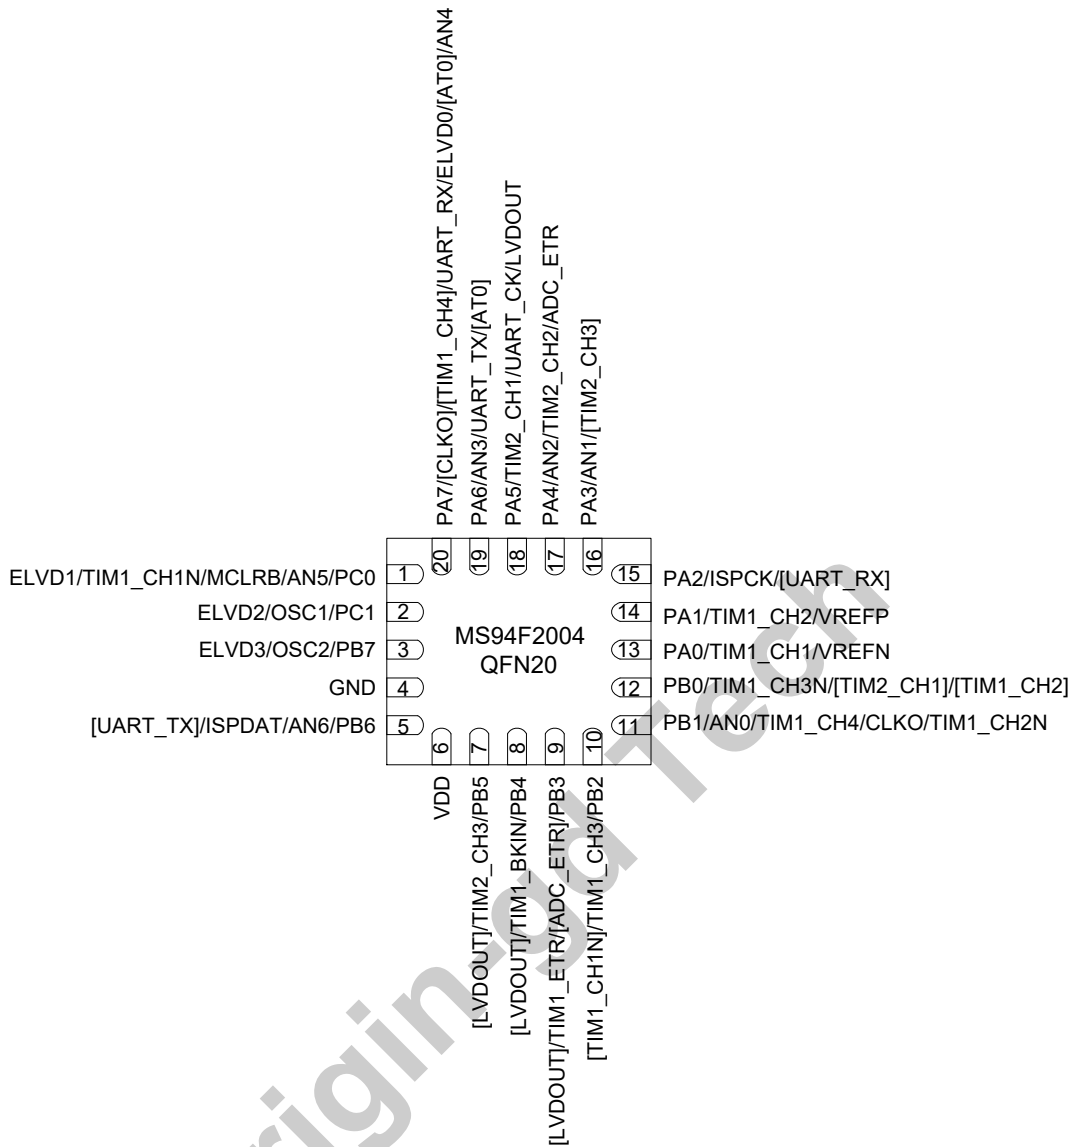 PA7/[CLKO]/[TIM1_CH4]/UART_RX/ELVD0/[AT0]/AN4
PA6/AN3/UART_TX/[AT0]
PA5/TIM2_CH1/UART_CK/LVDOUT
PA4/AN2/TIM2_CH2/ADC_ETR
PA3/AN1/[TIM2_CH3]
20
19
18
17
16
ELVD1/TIM1_CH1N/MCLRB/AN5/PC0
1
ELVD2/OSC1/PC1
2
ELVD3/OSC2/PB7
3
GND
4
[UART_TX]/ISPDAT/AN6/PB6
5
MS94F2004
QFN20
15
PA2/ISPCK/[UART_RX]
14
PA1/TIM1_CH2/VREFP
13
PA0/TIM1_CH1/VREFN
12
PB0/TIM1_CH3N/[TIM2_CH1]/[TIM1_CH2]
11
PB1/AN0/TIM1_CH4/CLKO/TIM1_CH2N
6
7
8
9
10
VDD
[LVDOUT]/TIM2_CH3/PB5
[LVDOUT]/TIM1_BKIN/PB4
[LVDOUT]/TIM1_ETR/[ADC_ETR]/PB3
[TIM1_CH1N]/TIM1_CH3/PB2
rigin-gd Tech